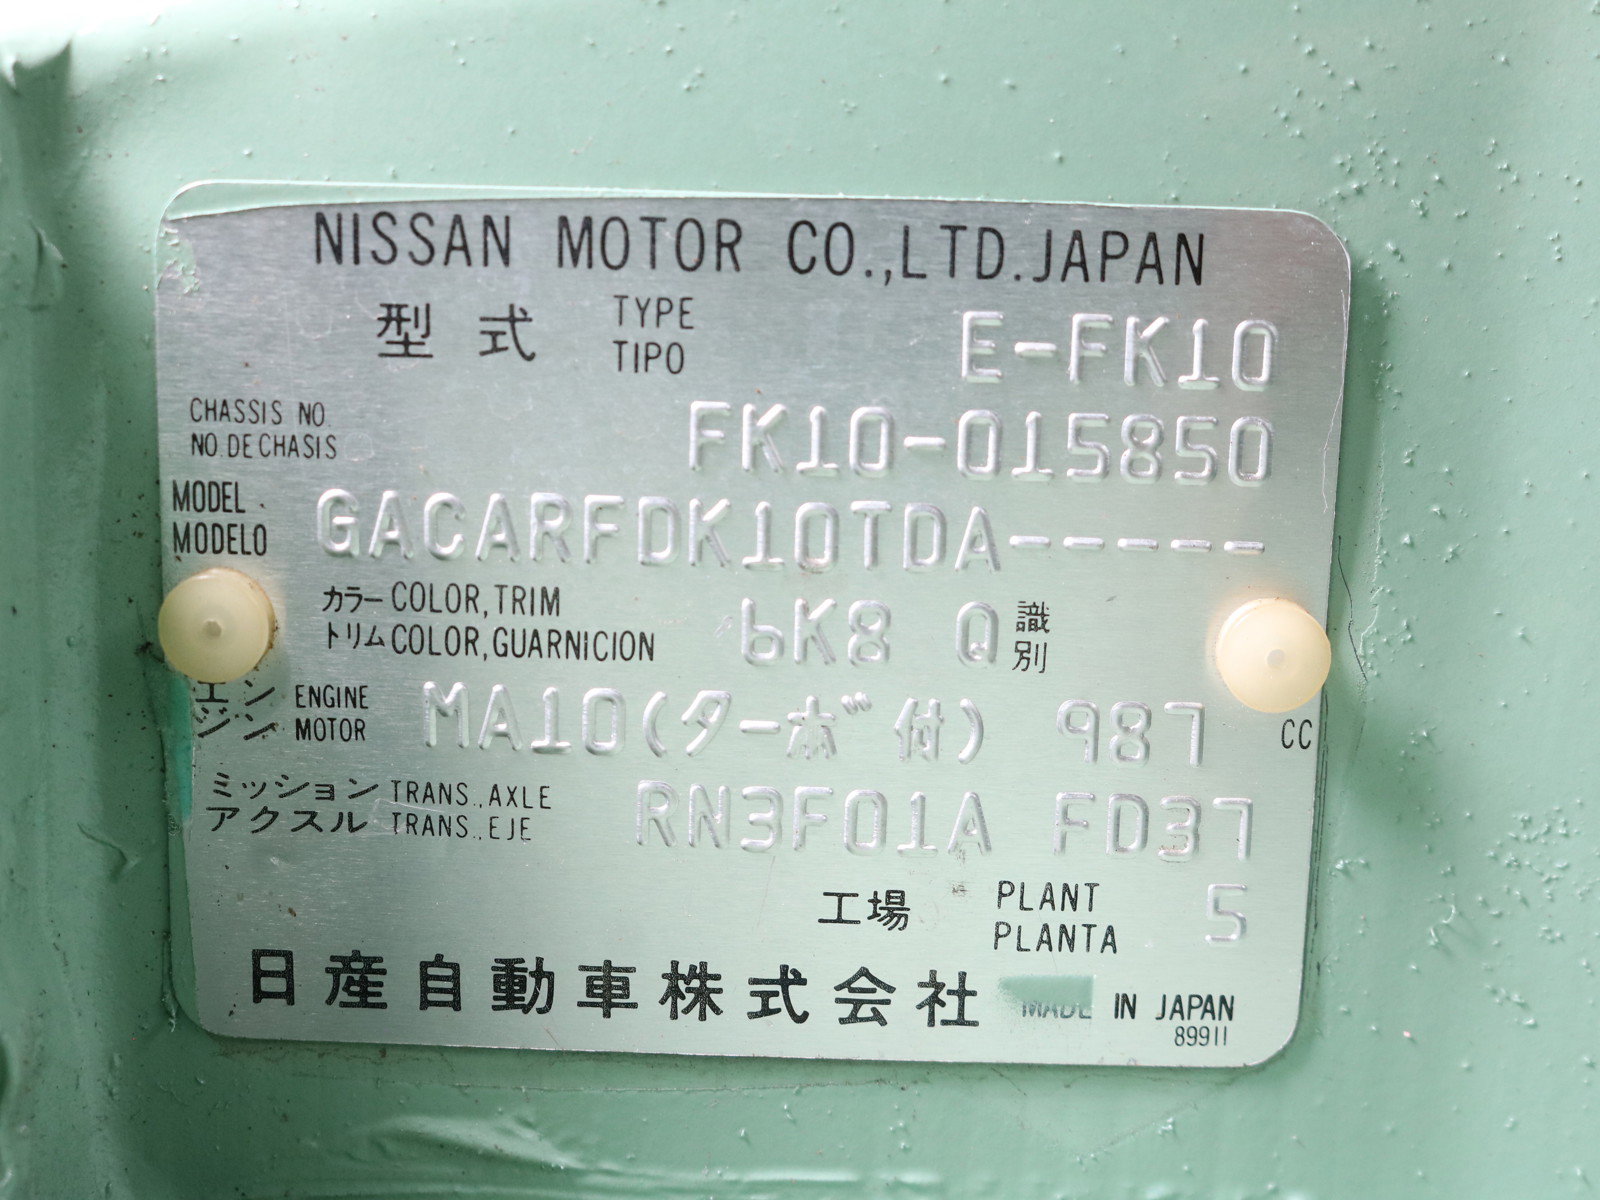 NISSAN MOTOR CO.,LTD.JAPAN
型式 TYPE E-FK10
TIPO
CHASSIS NO. FK10-015850
NO.DE CHASIS
MODEL GACARFDK10TDA-----
MODELO
カラー COLOR,TRIM 6K8 Q 識別
トリム COLOR,GUARNICION
エンジン ENGINE MA10(ターボ付) 987 CC
MOTOR
ミッション TRANS.,AXLE RN3F01A FD37
アクスル TRANS.,EJE
工場 PLANT 5
PLANTA
日産自動車株式会社 MADE IN JAPAN
89911